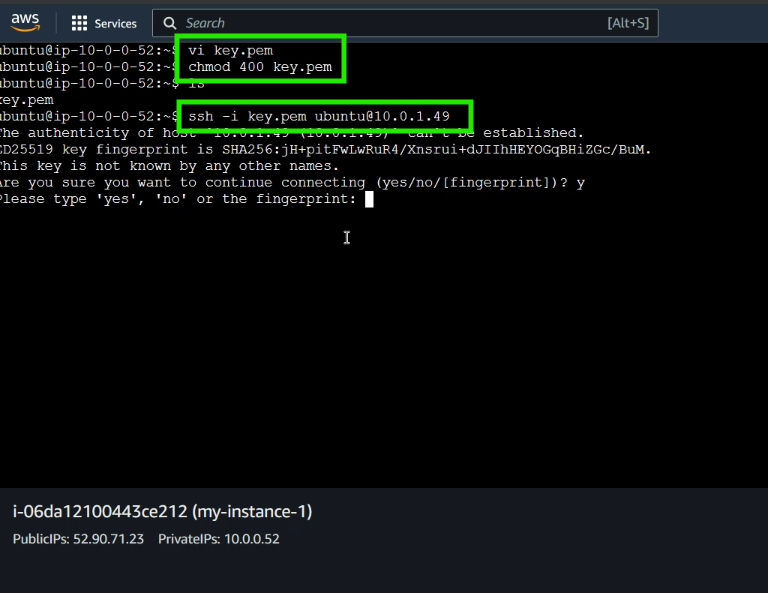 aws
Services
Search
[Alt+S]
ubuntu@ip-10-0-0-52:~$ vi key.pem
ubuntu@ip-10-0-0-52:~$ chmod 400 key.pem
ubuntu@ip-10-0-0-52:~$ ls
key.pem
ubuntu@ip-10-0-0-52:~$ ssh -i key.pem ubuntu@10.0.1.49
The authenticity of host '10.0.1.49 (10.0.1.49)' can't be established.
ED25519 key fingerprint is SHA256:jH+pitFwLwRuR4/Xnsrui+dJIIhHEYOGqBHiZGc/BuM.
This key is not known by any other names.
Are you sure you want to continue connecting (yes/no/[fingerprint])? y
Please type 'yes', 'no' or the fingerprint:
i-06da12100443ce212 (my-instance-1)
PublicIPs: 52.90.71.23 PrivateIPs: 10.0.0.52